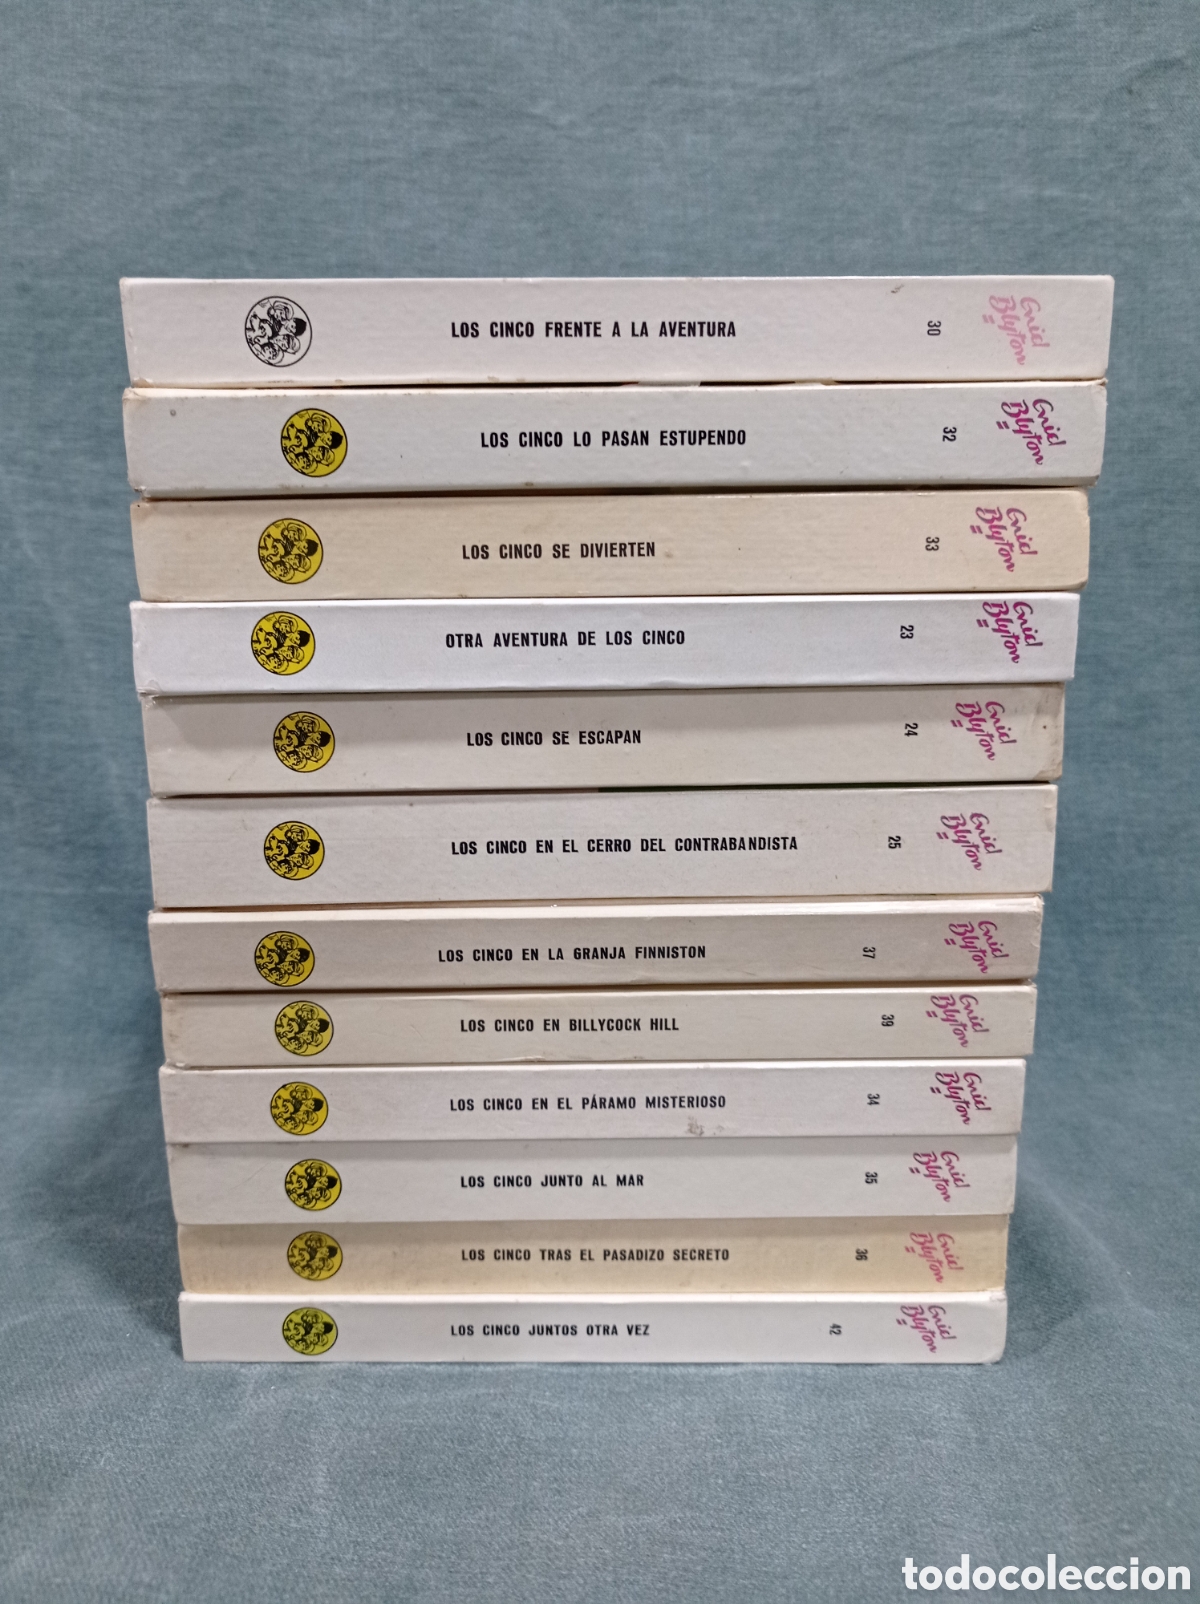 LOS CINCO FRENTE A LA AVENTURA 30 Enid Blyton
LOS CINCO LO PASAN ESTUPENDO 32 Enid Blyton
LOS CINCO SE DIVIERTEN 33 Enid Blyton
OTRA AVENTURA DE LOS CINCO 23 Enid Blyton
LOS CINCO SE ESCAPAN 24 Enid Blyton
LOS CINCO EN EL CERRO DEL CONTRABANDISTA 25 Enid Blyton
LOS CINCO EN LA GRANJA FINNISTON 37 Enid Blyton
LOS CINCO EN BILLYCOCK HILL 39 Enid Blyton
LOS CINCO EN EL PÁRAMO MISTERIOSO 34 Enid Blyton
LOS CINCO JUNTO AL MAR 35 Enid Blyton
LOS CINCO TRAS EL PASADIZO SECRETO 36 Enid Blyton
LOS CINCO JUNTOS OTRA VEZ 42 Enid Blyton
todocoleccion